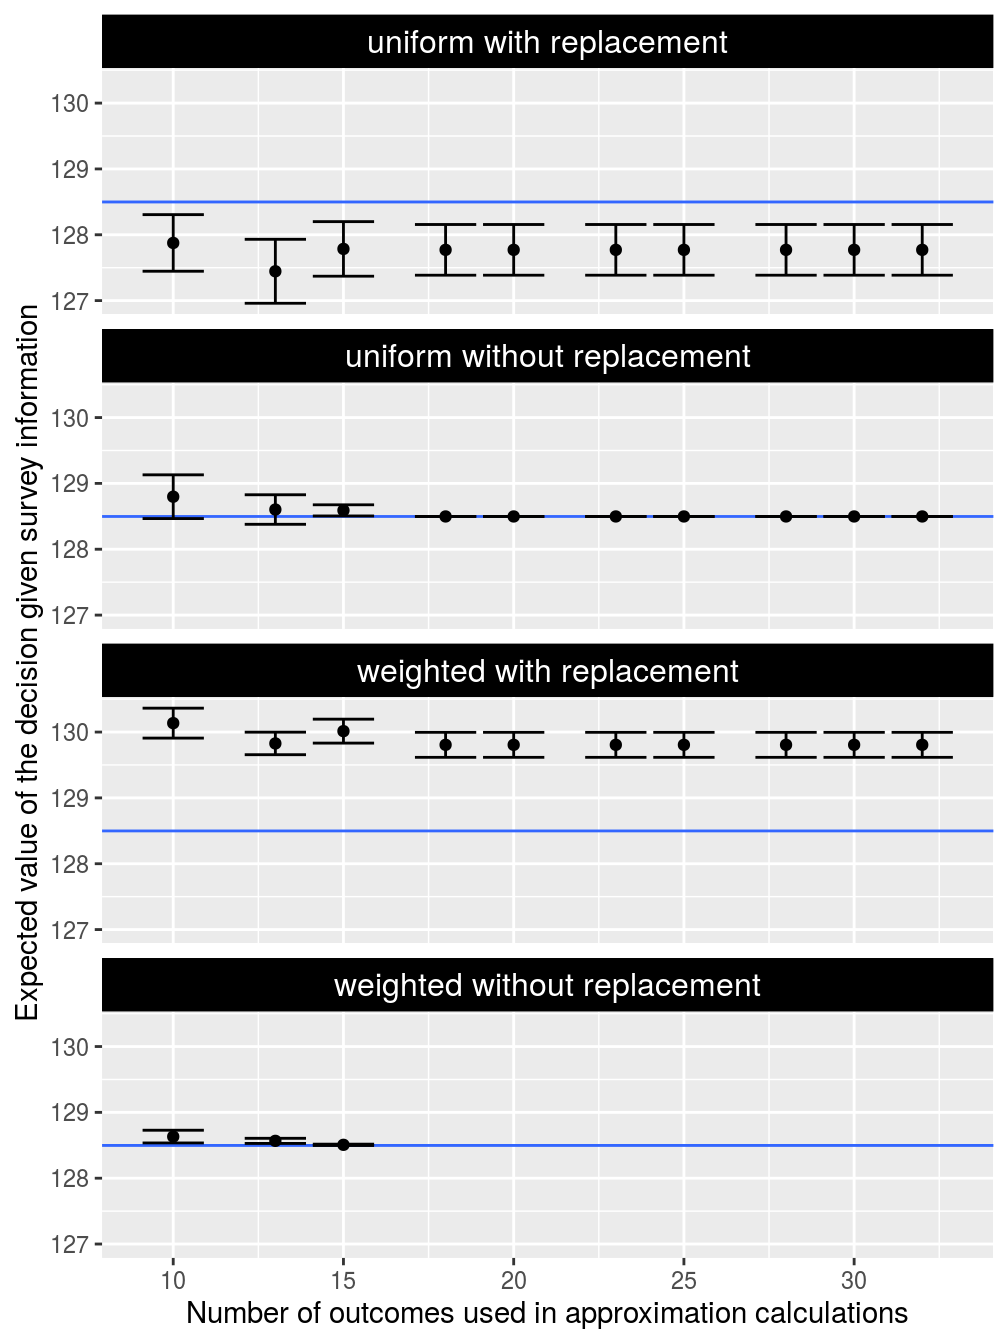 uniform with replacement
130
129
128
127
uniform without replacement
130
129
128
127
weighted with replacement
130
129
128
127
weighted without replacement
130
129
128
127
10 15 20 25 30
Number of outcomes used in approximation calculations
Expected value of the decision given survey information